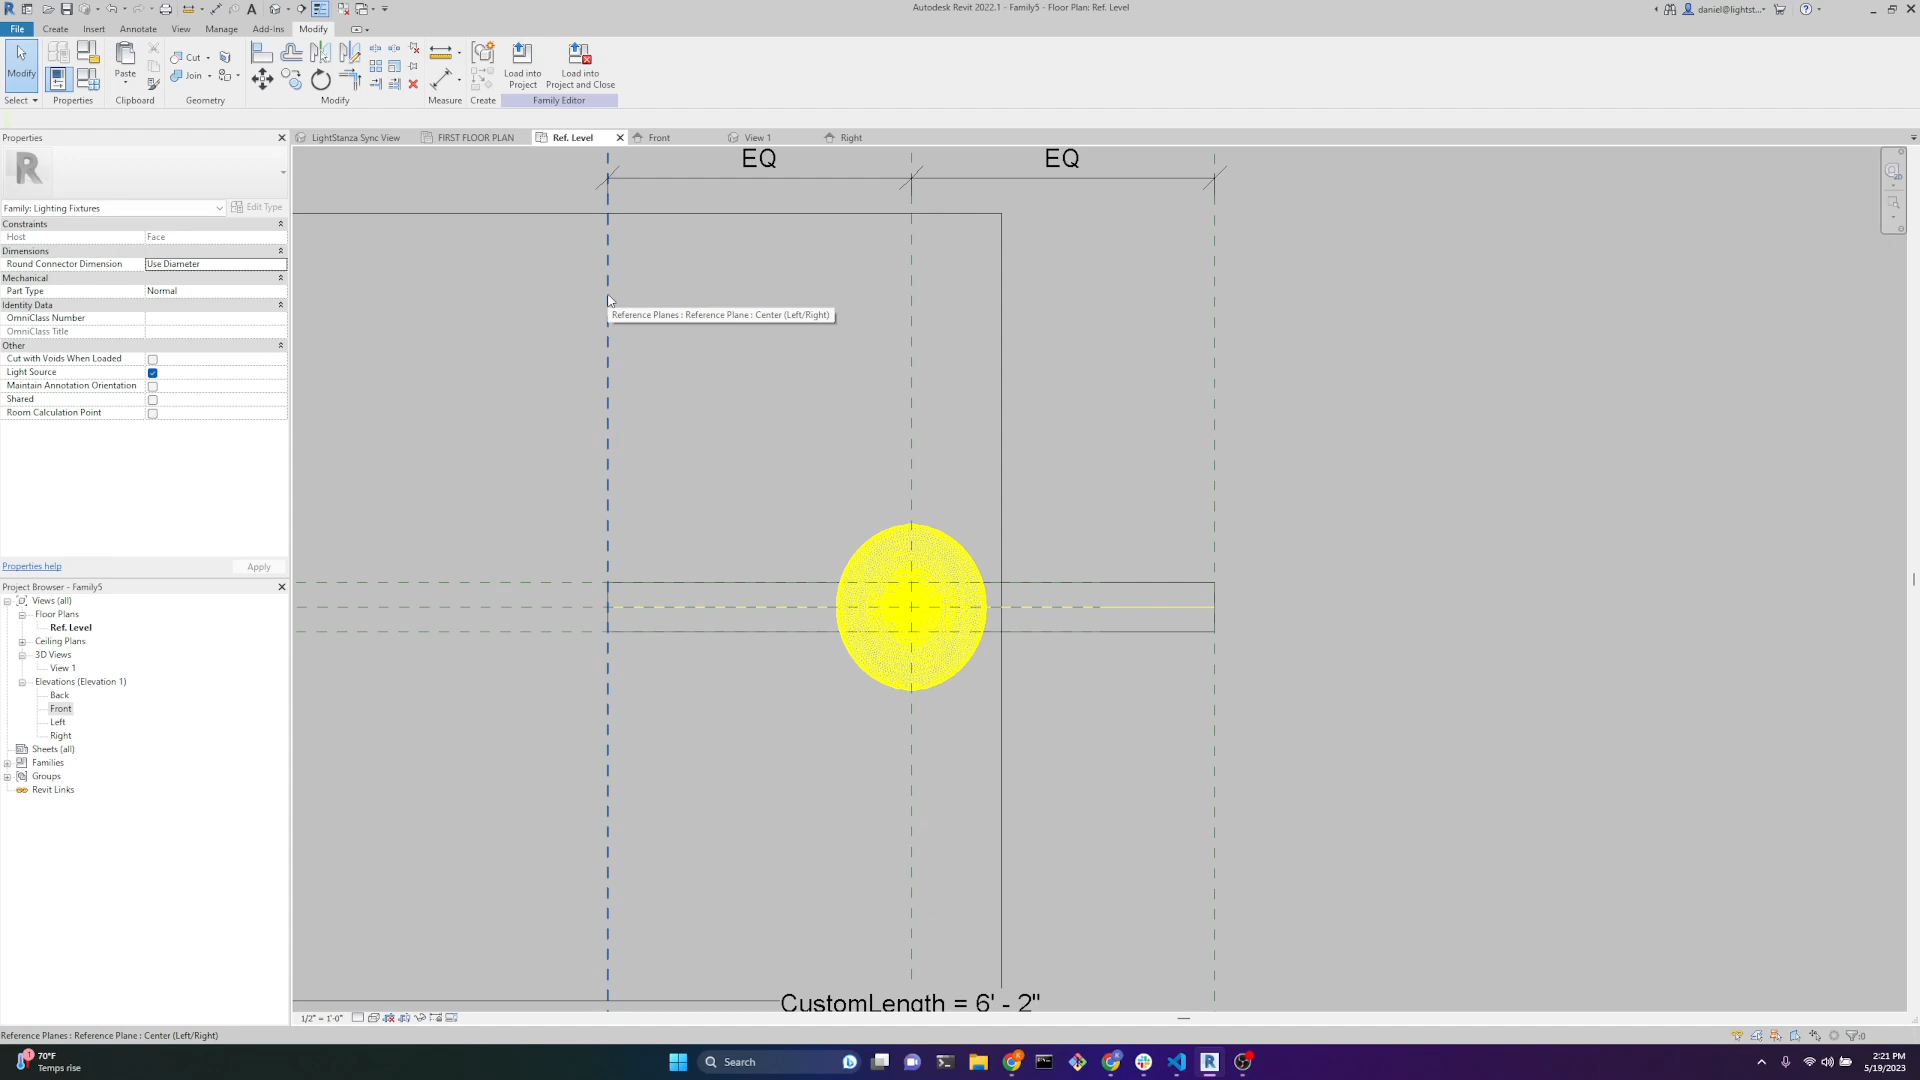 Autodesk Revit 2022.1 - Family5 - Floor Plan: Ref. Level
daniel@lightst...
File Create Insert Annotate View Manage Add-Ins Modify
Modify Paste Cut Join Load into Project Load into Project and Close
Select Properties Clipboard Geometry Modify Measure Create Family Editor
Properties
LightStanza Sync View FIRST FLOOR PLAN Ref. Level Front View 1 Right
R
Family: Lighting Fixtures Edit Type
Constraints
Host Face
Dimensions
Round Connector Dimension Use Diameter
Mechanical
Part Type Normal
Identity Data
OmniClass Number
OmniClass Title
Other
Cut with Voids When Loaded
Light Source
Maintain Annotation Orientation
Shared
Room Calculation Point
Properties help Apply
Project Browser - Family5
Views (all)
Floor Plans
Ref. Level
Ceiling Plans
3D Views
View 1
Elevations (Elevation 1)
Back
Front
Left
Right
Sheets (all)
Families
Groups
Revit Links
EQ EQ
Reference Planes : Reference Plane : Center (Left/Right)
CustomLength = 6' - 2"
1/2" = 1'-0"
Reference Planes : Reference Plane : Center (Left/Right)
:0
1
70°F
Temps rise
Search
2:21 PM
5/19/2023